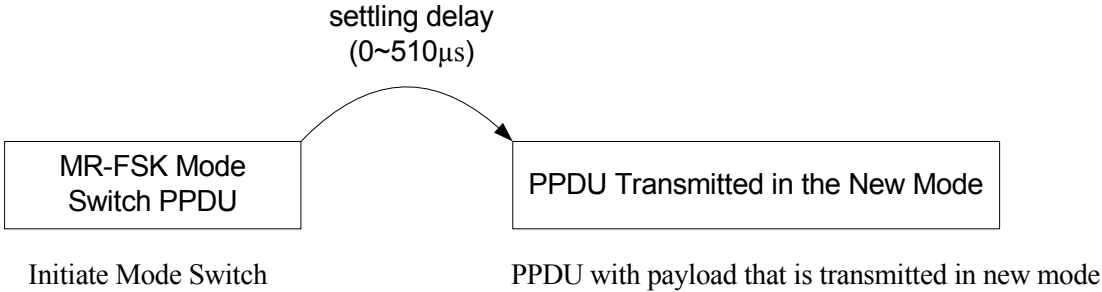 settling delay
(0~510µs)
MR-FSK Mode
Switch PPDU
PPDU Transmitted in the New Mode
Initiate Mode Switch
PPDU with payload that is transmitted in new mode